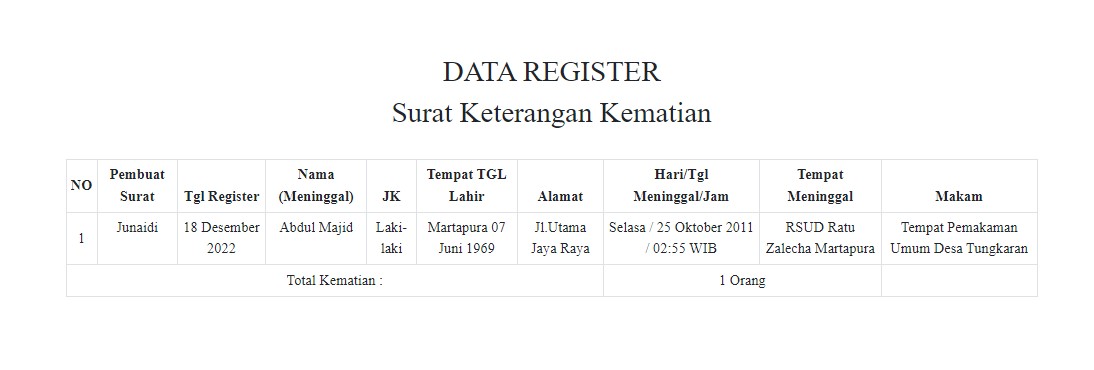 DATA REGISTER
Surat Keterangan Kematian
NO Pembuat Surat Tgl Register Nama (Meninggal) JK Tempat TGL Lahir Alamat Hari/Tgl Meninggal/Jam Tempat Meninggal Makam
1 Junaidi 18 Desember 2022 Abdul Majid Laki-laki Martapura 07 Juni 1969 Jl.Utama Jaya Raya Selasa / 25 Oktober 2011 / 02:55 WIB RSUD Ratu Zalecha Martapura Tempat Pemakaman Umum Desa Tungkaran
Total Kematian : 1 Orang